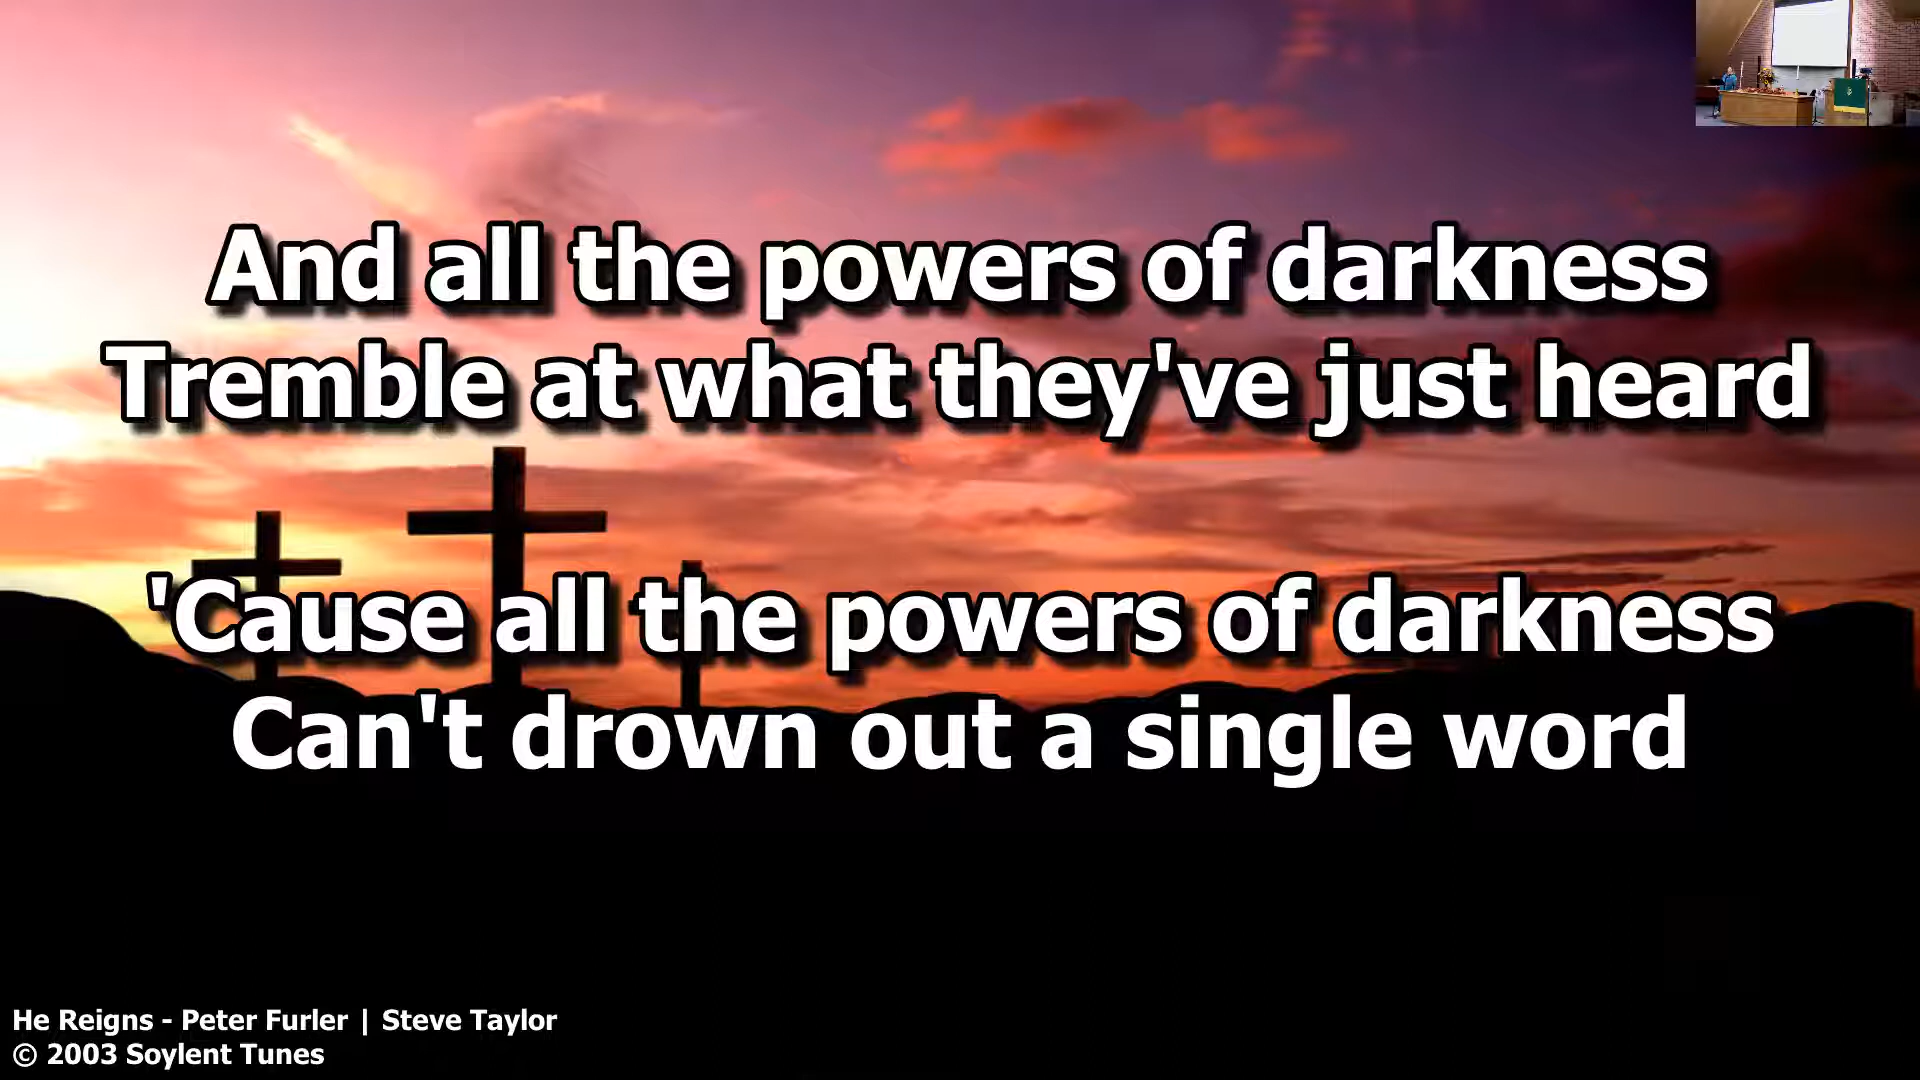 And all the powers of darkness
Tremble at what they've just heard
'Cause all the powers of darkness
Can't drown out a single word
He Reigns - Peter Furler | Steve Taylor
© 2003 Soylent Tunes